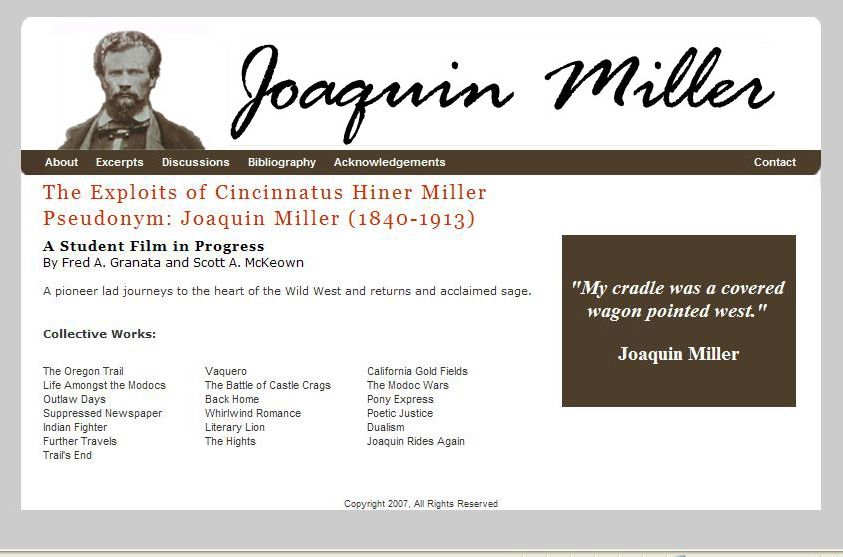 Joaquin Miller
About Excerpts Discussions Bibliography Acknowledgements Contact
The Exploits of Cincinnatus Hiner Miller
Pseudonym: Joaquin Miller (1840-1913)
A Student Film in Progress
By Fred A. Granata and Scott A. McKeown
A pioneer lad journeys to the heart of the Wild West and returns and acclaimed sage.
"My cradle was a covered
wagon pointed west."
Joaquin Miller
Collective Works:
The Oregon Trail
Life Amongst the Modocs
Outlaw Days
Suppressed Newspaper
Indian Fighter
Further Travels
Trail's End
Vaquero
The Battle of Castle Crags
Back Home
Whirlwind Romance
Literary Lion
The Hights
California Gold Fields
The Modoc Wars
Pony Express
Poetic Justice
Dualism
Joaquin Rides Again
Copyright 2007, All Rights Reserved